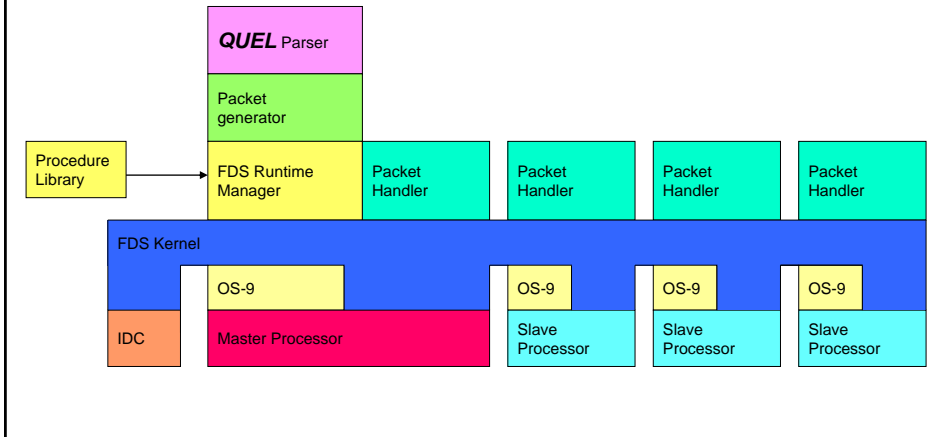 QUEL Parser
Packet
generator
Procedure
Library
FDS Runtime
Manager
Packet
Handler
Packet
Handler
Packet
Handler
Packet
Handler
FDS Kernel
OS-9
OS-9
OS-9
OS-9
IDC
Master Processor
Slave
Processor
Slave
Processor
Slave
Processor